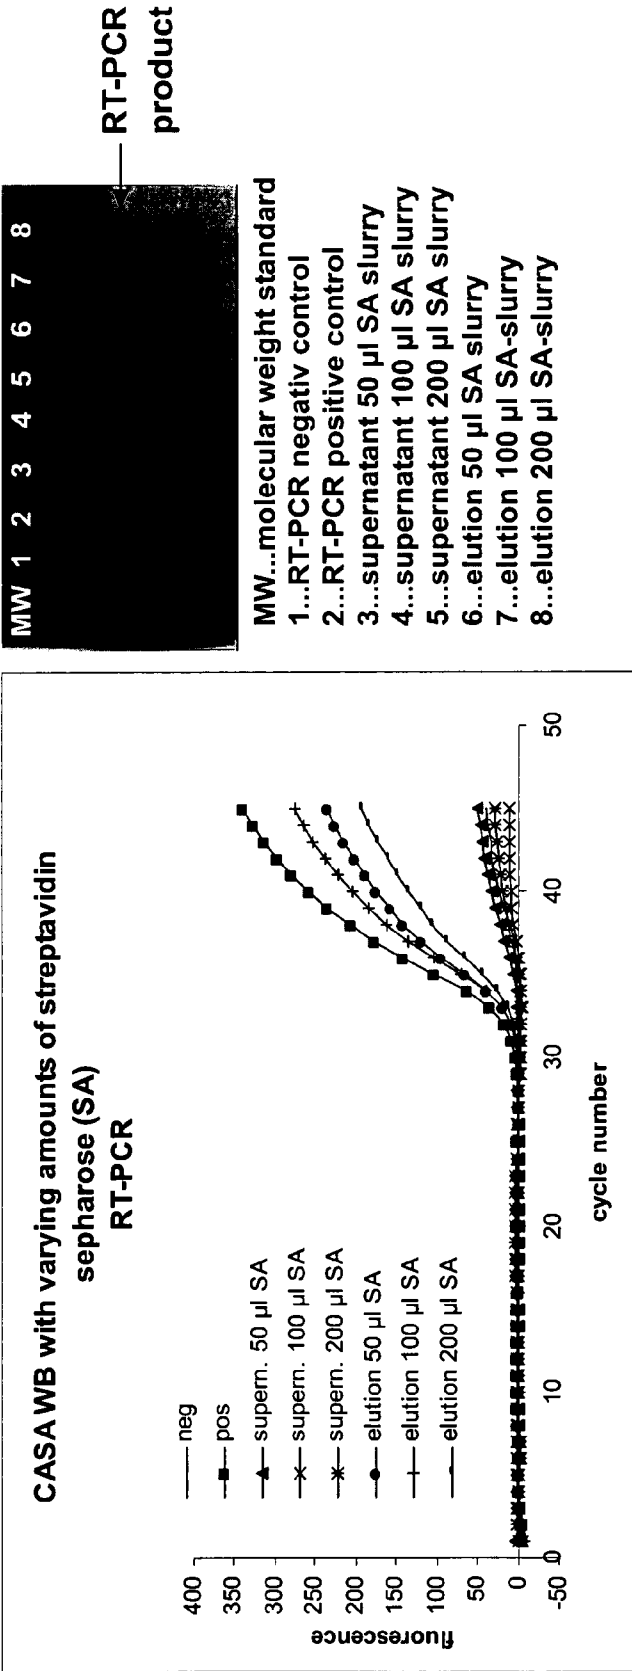 CASA WB with varying amounts of streptavidin
sepharose (SA)
RT-PCR
neg
pos
supern. 50 µl SA
supern. 100 µl SA
supern. 200 µl SA
elution 50 µl SA
elution 100 µl SA
elution 200 µl SA
fluorescence
400
350
300
250
200
150
100
50
0
-50
0
10
20
30
40
50
cycle number
MW 1 2 3 4 5 6 7 8
RT-PCR
product
MW...molecular weight standard
1...RT-PCR negativ control
2...RT-PCR positive control
3...supernatant 50 µl SA slurry
4...supernatant 100 µl SA slurry
5...supernatant 200 µl SA slurry
6...elution 50 µl SA slurry
7...elution 100 µl SA-slurry
8...elution 200 µl SA-slurry